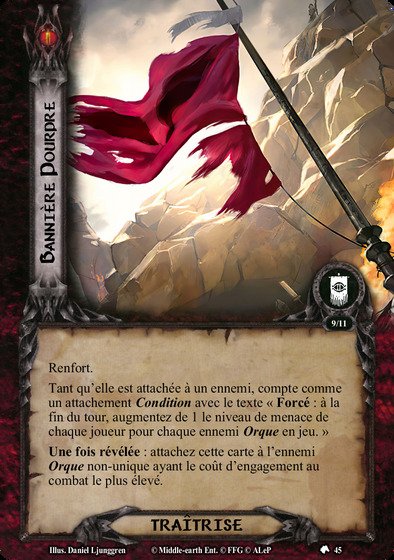 BANNIÈRE POURPRE
9/11
Renfort.
Tant qu'elle est attachée à un ennemi, compte comme
un attachement Condition avec le texte « Forcé : à la
fin du tour, augmentez de 1 le niveau de menace de
chaque joueur pour chaque ennemi Orque en jeu. »
Une fois révélée : attachez cette carte à l'ennemi
Orque non-unique ayant le coût d'engagement au
combat le plus élevé.
TRAÎTRISE
Illus. Daniel Ljunggren © Middle-earth Ent. © FFG © ALeP 45